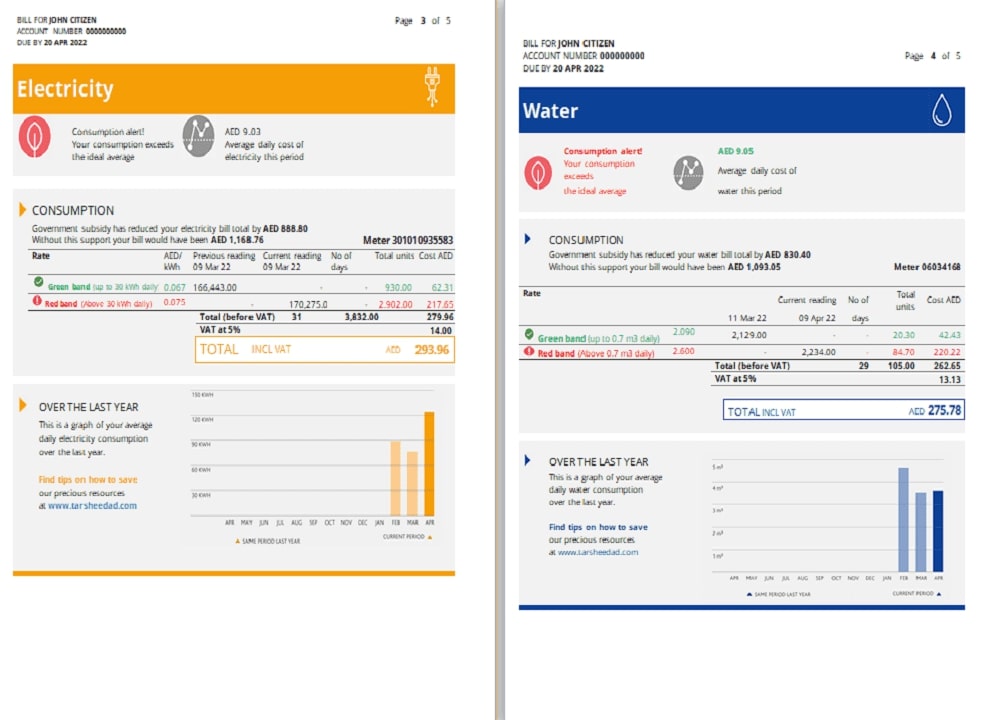 BILL FOR JOHN CITIZEN
ACCOUNT NUMBER 0000000000
DUE BY 20 APR 2022
Page 3 of 5
Electricity
Consumption alert!
Your consumption exceeds
the ideal average
AED 9.03
Average daily cost of
electricity this period
CONSUMPTION
Government subsidy has reduced your electricity bill total by AED 888.80
Without this support your bill would have been AED 1,168.76
Meter 301010935583
Rate AED/ kWh Previous reading 09 Mar 22 Current reading 09 Mar 22 No of days Total units Cost AED
Green band (up to 30 kWh daily 0.067 166,443.00 - - 930.00 62.31
Red band (Above 30 kWh daily) 0.075 - 170,275.0 - 2.902.00 217.65
Total (before VAT) 31 3,832.00 279.96
VAT at 5% 14.00
TOTAL INCL VAT AED 293.96
OVER THE LAST YEAR
This is a graph of your average
daily electricity consumption
over the last year.
Find tips on how to save
our precious resources
at www.tarsheedad.com
150 KWH
120 KWH
90 KWH
60 KWH
30 KWH
APR MAY JUN JUL AUG SEP OCT NOV DEC JAN FEB MAR APR
SAME PERIOD LAST YEAR
CURRENT PERIOD
BILL FOR JOHN CITIZEN
ACCOUNT NUMBER 000000000
DUE BY 20 APR 2022
Page 4 of 5
Water
Consumption alert!
Your consumption
exceeds
the ideal average
AED 9.05
Average daily cost of
water this period
CONSUMPTION
Government subsidy has reduced your water bill total by AED 830.40
Without this support your bill would have been AED 1,093.05
Meter 06034168
Rate Current reading No of Total units Cost AED
11 Mar 22 09 Apr 22 days
Green band (up to 0.7 m3 daily) 2.090 2,129.00 - - 20.30 42.43
Red band (Above 0.7 m3 daily) 2.600 - 2,234.00 - 84.70 220.22
Total (before VAT) 29 105.00 262.65
VAT at 5% 13.13
TOTAL INCL VAT AED 275.78
OVER THE LAST YEAR
This is a graph of your average
daily water consumption
over the last year.
Find tips on how to save
our precious resources
at www.tarsheedad.com
5 m³
4 m³
3 m³
2 m³
1 m³
APR MAY JUN JUL AUG SEP OCT NOV DEC JAN FEB MAR APR
SAME PERIOD LAST YEAR
CURRENT PERIOD